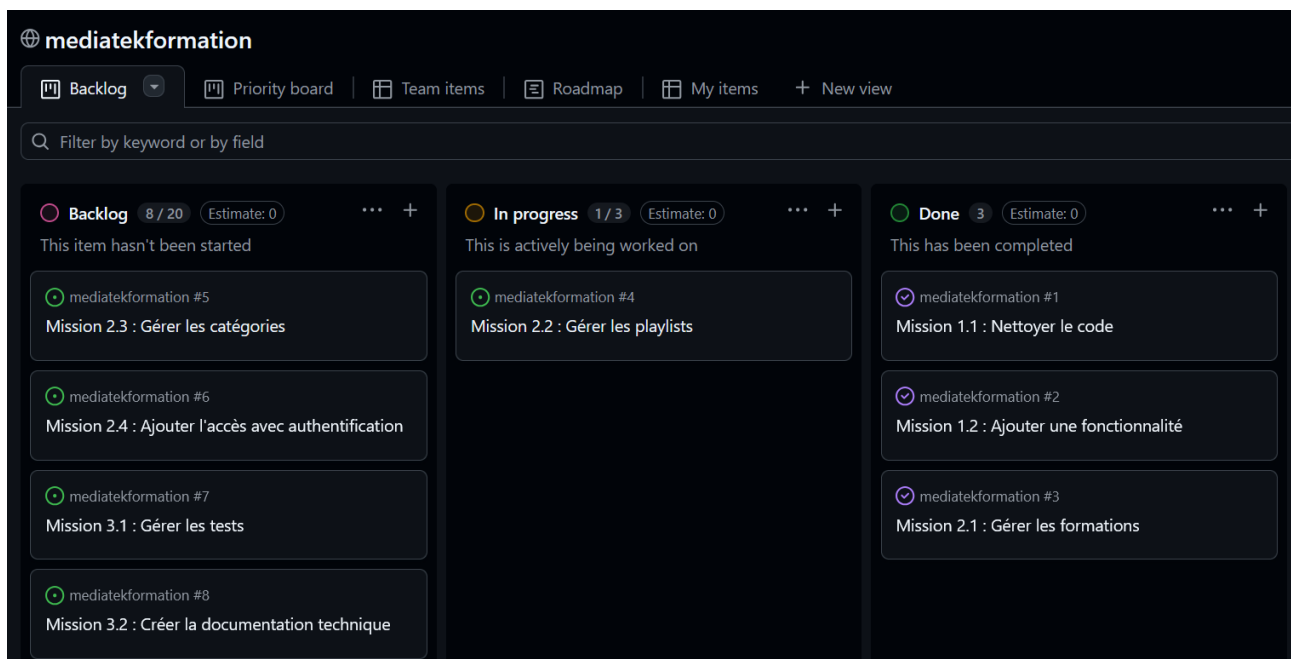 mediatekformation
Backlog
Priority board
Team items
Roadmap
My items
+ New view
Filter by keyword or by field
Backlog 8 / 20 Estimate: 0 ... +
This item hasn't been started
mediatekformation #5
Mission 2.3 : Gérer les catégories
mediatekformation #6
Mission 2.4 : Ajouter l'accès avec authentification
mediatekformation #7
Mission 3.1 : Gérer les tests
mediatekformation #8
Mission 3.2 : Créer la documentation technique
In progress 1 / 3 Estimate: 0 ... +
This is actively being worked on
mediatekformation #4
Mission 2.2 : Gérer les playlists
Done 3 Estimate: 0 ... +
This has been completed
mediatekformation #1
Mission 1.1 : Nettoyer le code
mediatekformation #2
Mission 1.2 : Ajouter une fonctionnalité
mediatekformation #3
Mission 2.1 : Gérer les formations